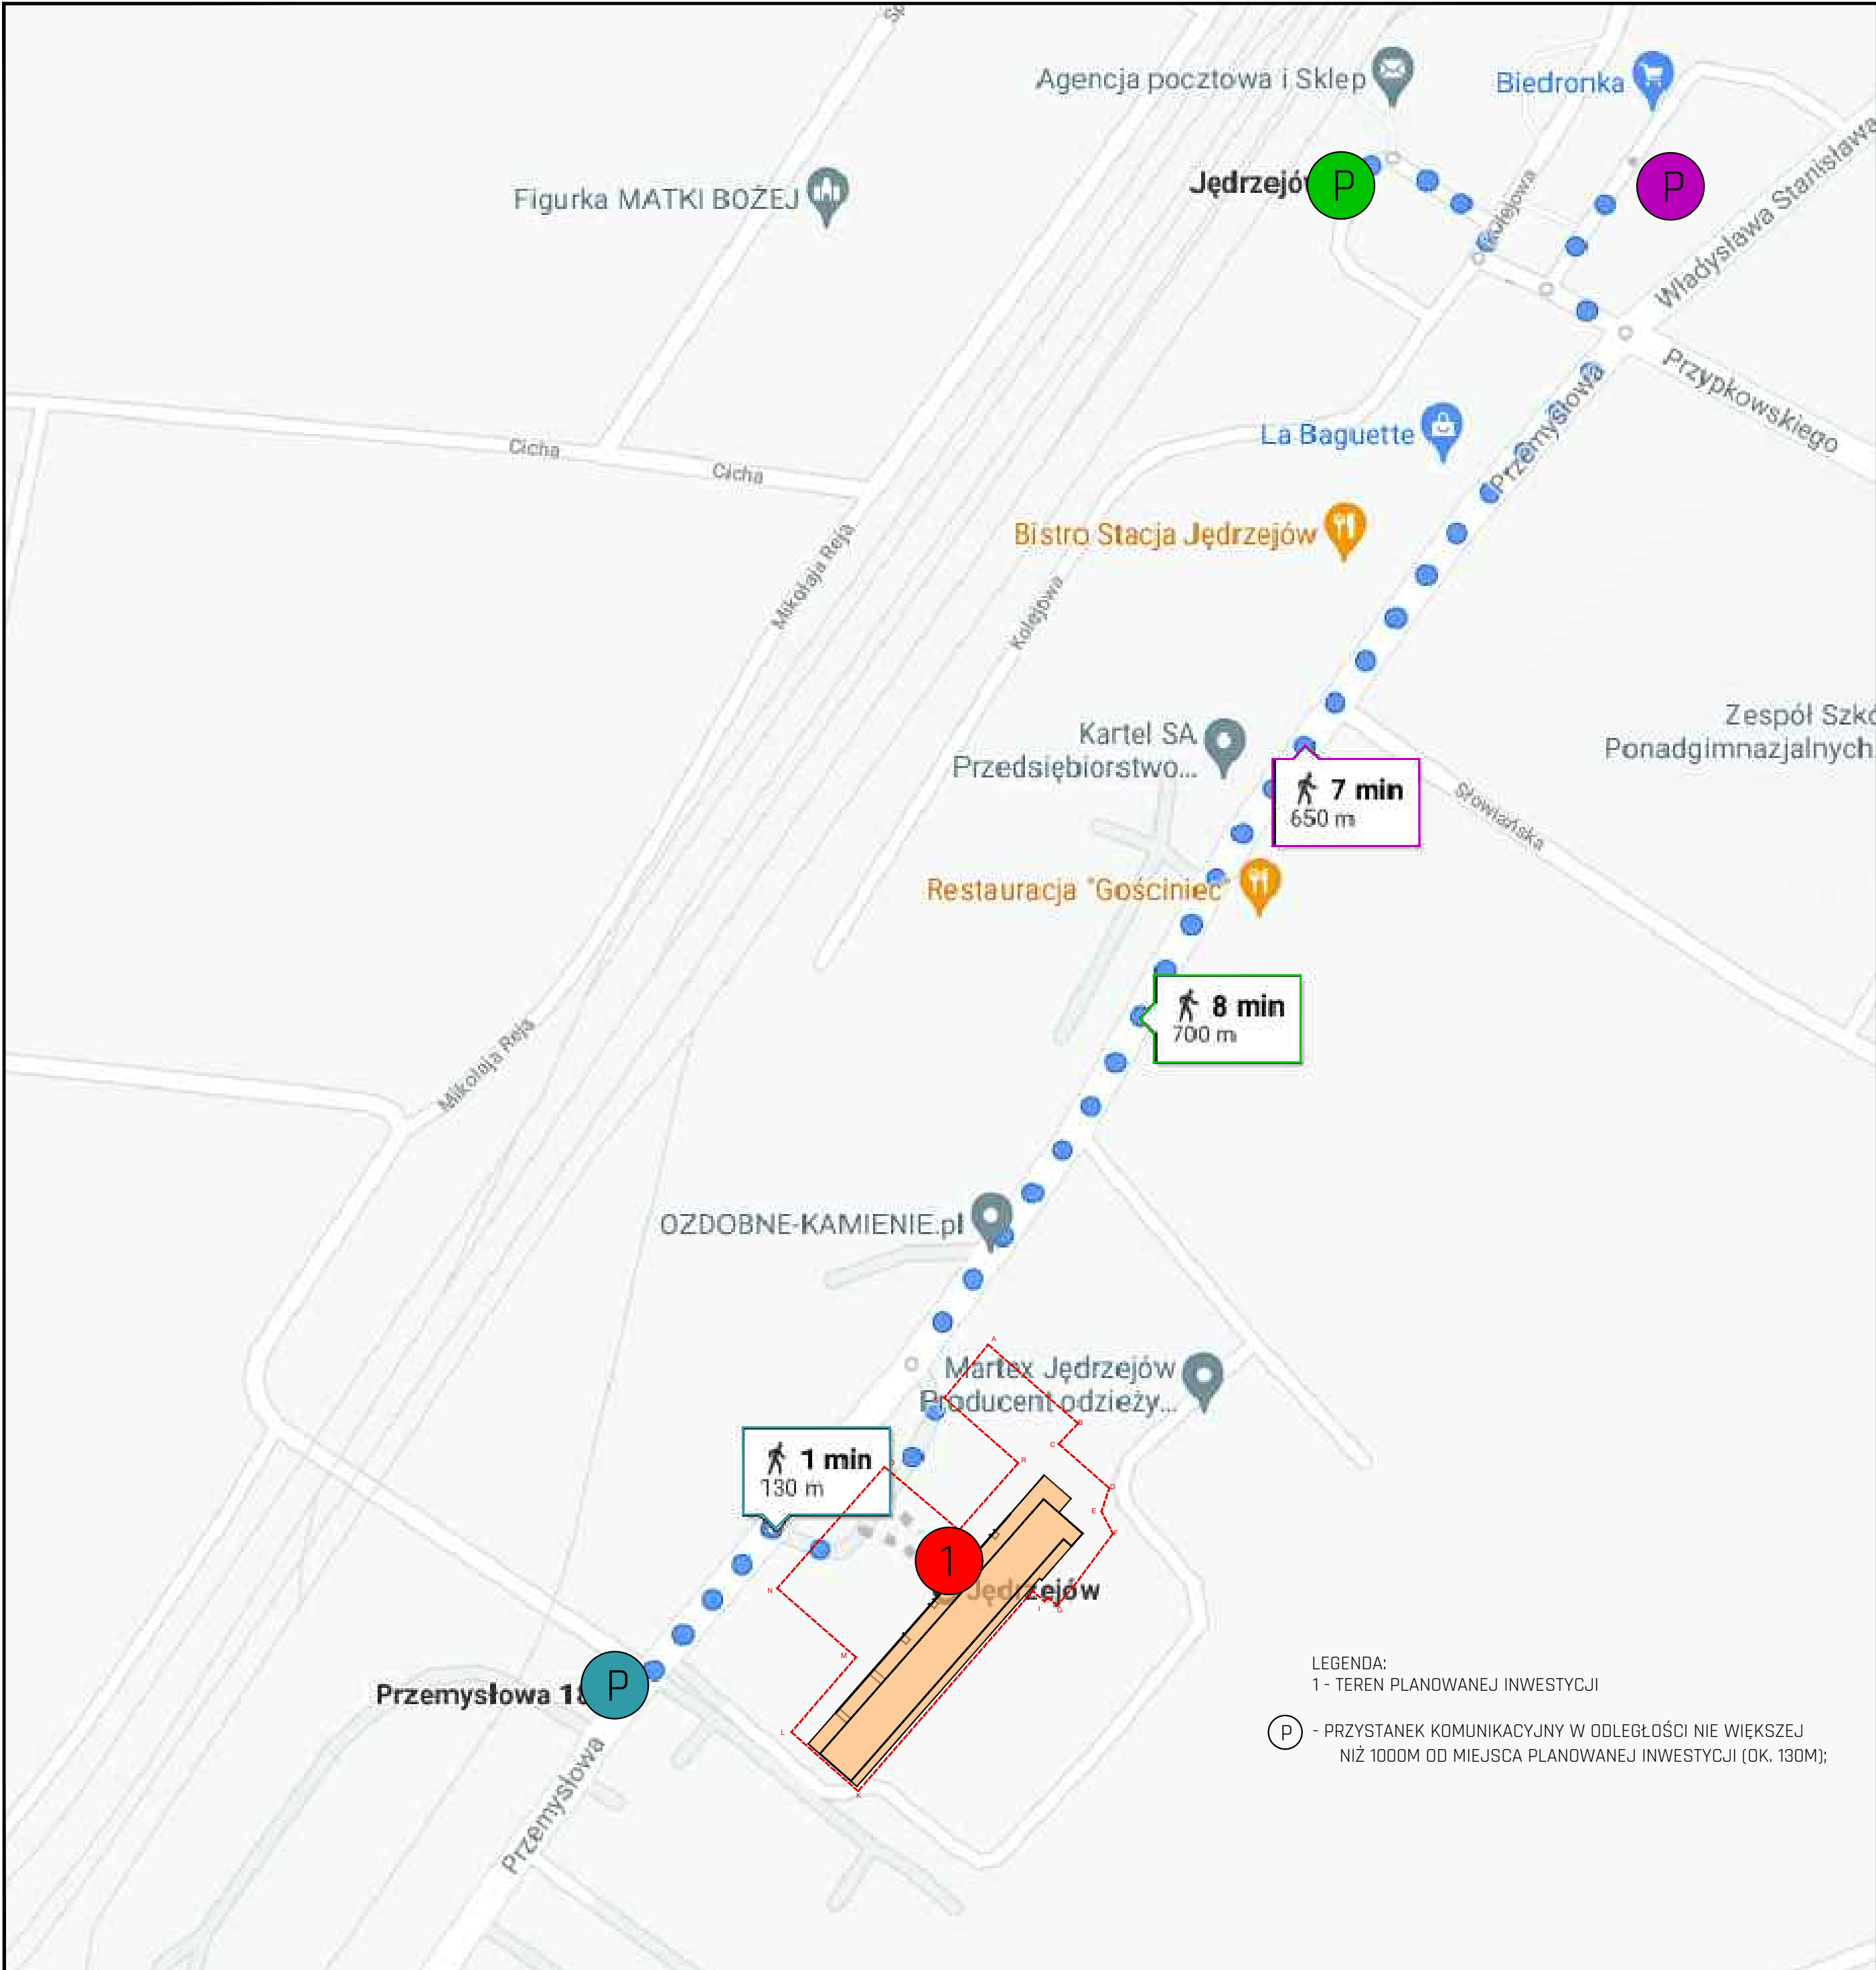 Agencja pocztowa i Sklep
Biedronka
Figurka MATKI BOŻEJ
P
P
Kolejowa
Władysława Stanisława
Przypkowskiego
Przemysłowa
La Baguette
Cicha
Cicha
Bistro Stacja Jędrzejów
Mikołaja Reja
Kolejowa
Kartel SA
Przedsiębiorstwo...
Ponadgimnazjalnych
Zespół
7 min
650 m
Słowiańska
Restauracja "Gościniec"
8 min
700 m
Mikołaja Reja
OZDOBNE-KAMIENIE.pl
A
Martex Jędrzejów
Producent odzieży...
B
C
R
D
E
F
1 min
130 m
1
Jędrzejów
N
I
G
M
P
Przemysłowa
L
K
Przemysłowa
LEGENDA:
1 - TEREN PLANOWANEJ INWESTYCJI
P - PRZYSTANEK KOMUNIKACYJNY W ODLEGŁOŚCI NIE WIĘKSZEJ
NIŻ 1000M OD MIEJSCA PLANOWANEJ INWESTYCJI (OK. 130M);